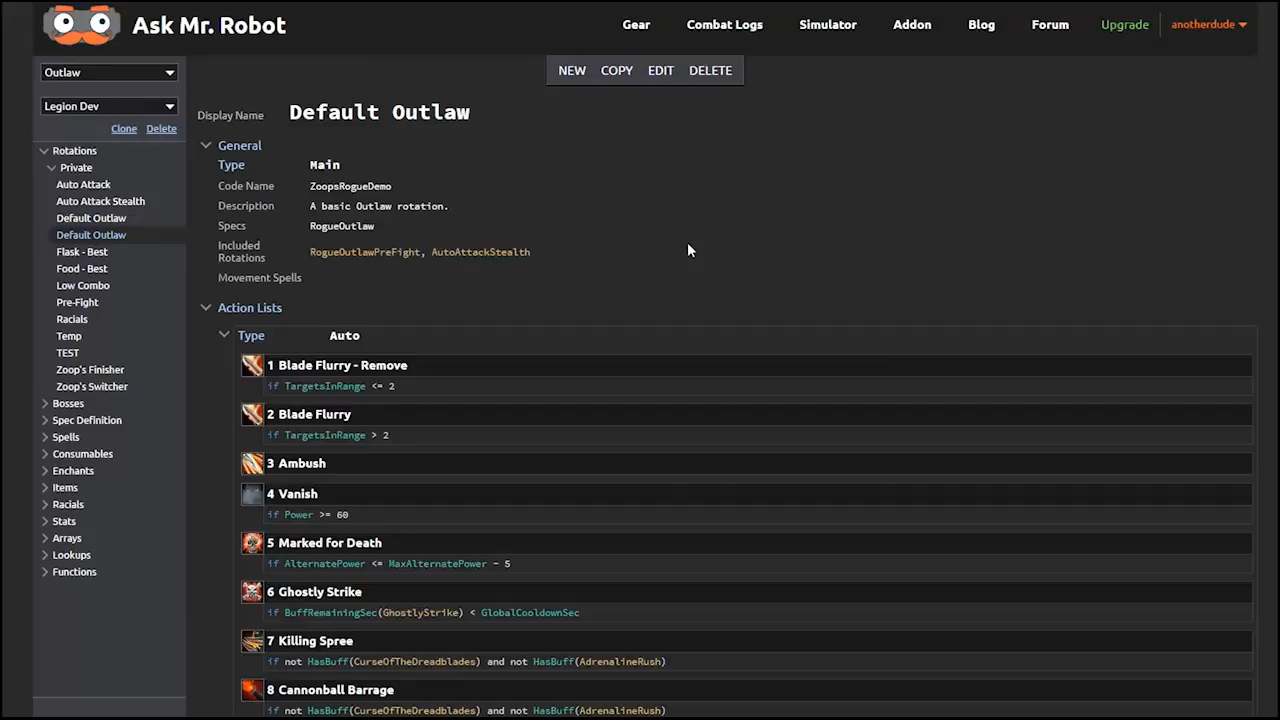 Ask Mr. Robot
Gear
Combat Logs
Simulator
Addon
Blog
Forum
Upgrade
anotherdude
Outlaw
Legion Dev
Clone
Delete
Rotations
Private
Auto Attack
Auto Attack Stealth
Default Outlaw
Default Outlaw
Flask - Best
Food - Best
Low Combo
Pre-Fight
Racials
Temp
TEST
Zoop's Finisher
Zoop's Switcher
Bosses
Spec Definition
Spells
Consumables
Enchants
Items
Racials
Stats
Arrays
Lookups
Functions
NEW
COPY
EDIT
DELETE
Display Name
Default Outlaw
General
Type
Main
Code Name
ZoopsRogueDemo
Description
A basic Outlaw rotation.
Specs
RogueOutlaw
Included
Rotations
RogueOutlawPreFight, AutoAttackStealth
Movement Spells
Action Lists
Type
Auto
1 Blade Flurry - Remove
if TargetsInRange <= 2
2 Blade Flurry
if TargetsInRange > 2
3 Ambush
4 Vanish
if Power >= 60
5 Marked for Death
if AlternatePower <= MaxAlternatePower - 5
6 Ghostly Strike
if BuffRemainingSec(GhostlyStrike) < GlobalCooldownSec
7 Killing Spree
if not HasBuff(CurseOfTheDreadblades) and not HasBuff(AdrenalineRush)
8 Cannonball Barrage
if not HasBuff(CurseOfTheDreadblades) and not HasBuff(AdrenalineRush)